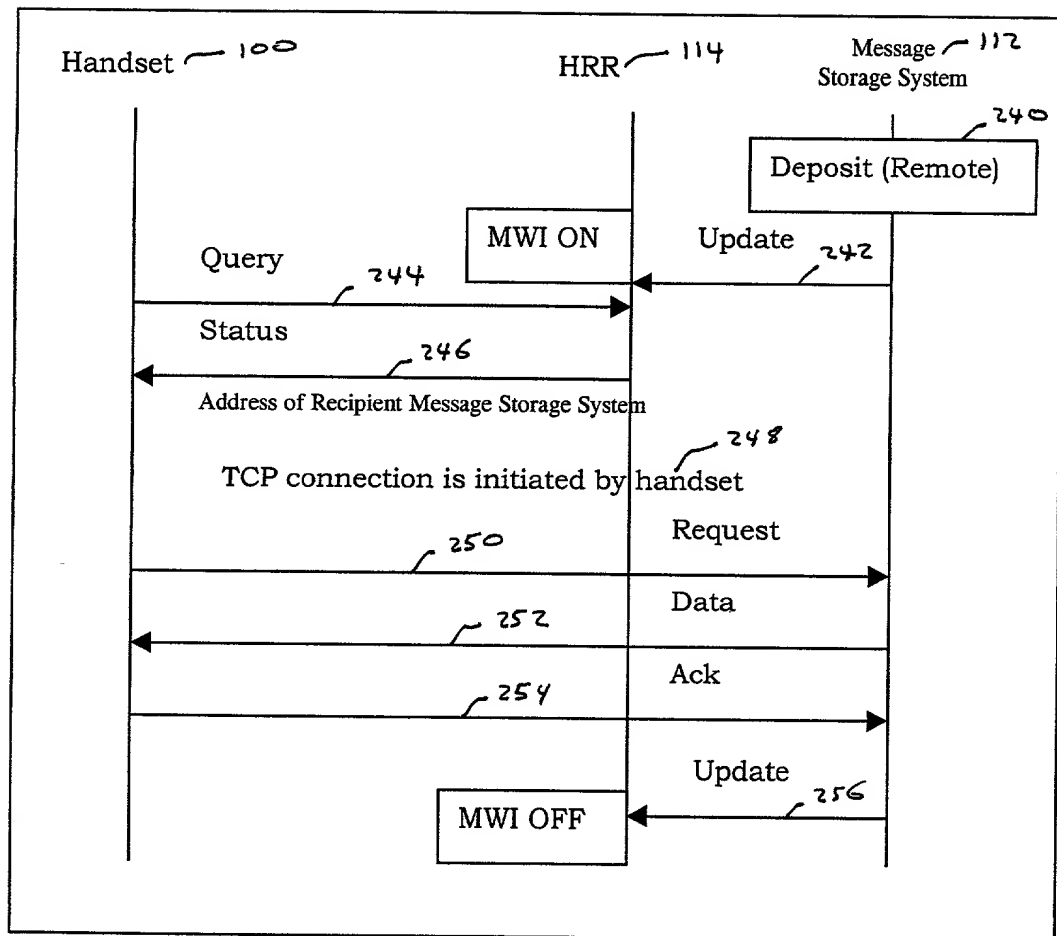 Handset 100
HRR 114
Message 112
Storage System
240
Deposit (Remote)
MWI ON
Update
242
Query
244
Status
246
Address of Recipient Message Storage System
248
TCP connection is initiated by handset
Request
250
Data
252
Ack
254
Update
256
MWI OFF